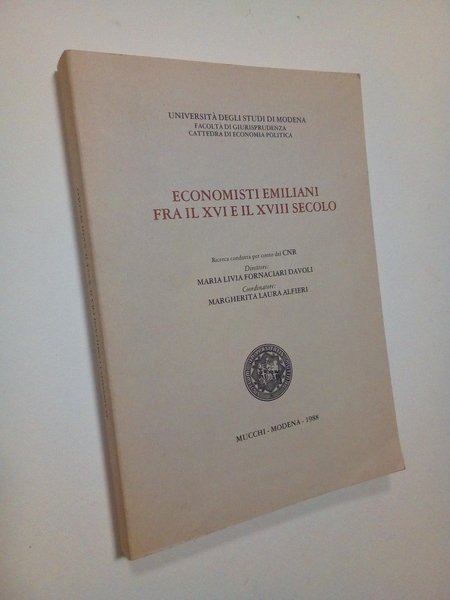 UNIVERSITÀ DEGLI STUDI DI MODENA
FACOLTÀ DI GIURISPRUDENZA
CATTEDRA DI ECONOMIA POLITICA
ECONOMISTI EMILIANI
FRA IL XVI E IL XVIII SECOLO
Ricerca condotta per conto del CNR
Direttore:
MARIA LIVIA FORNACIARI DAVOLI
Coordinatore:
MARGHERITA LAURA ALFIERI
MUCCHI - MODENA - 1988